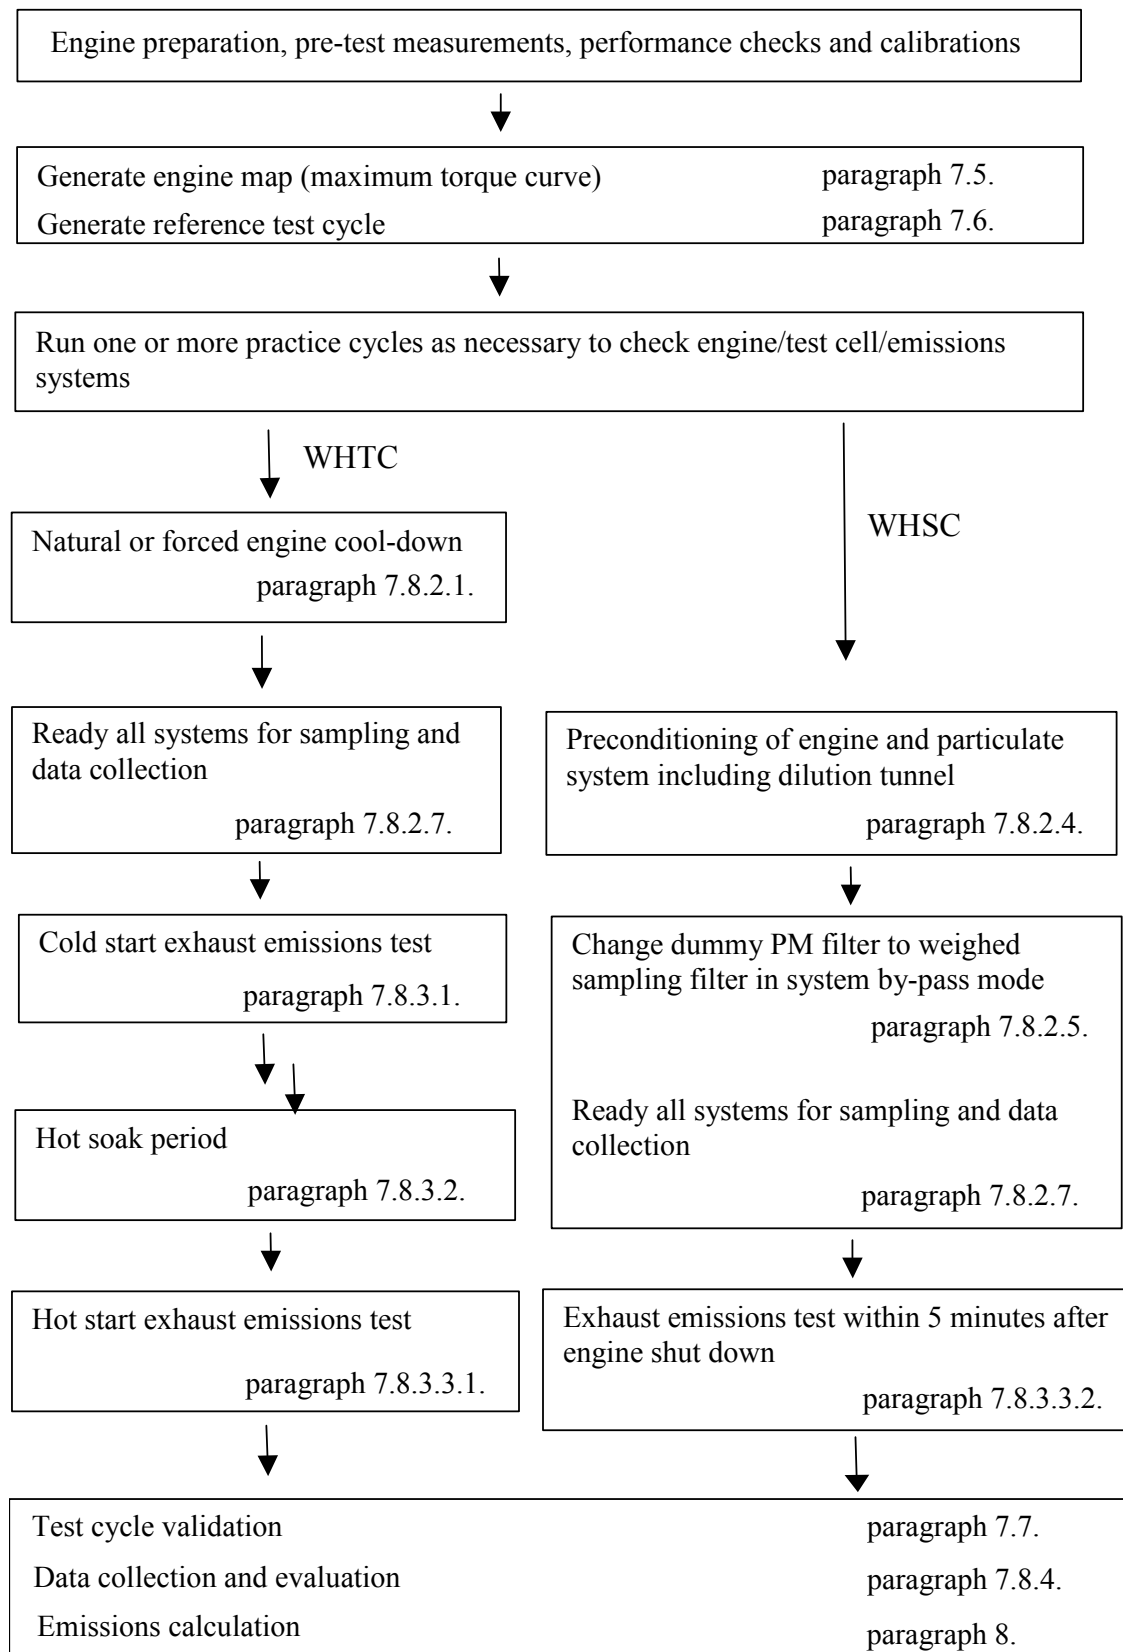 Engine preparation, pre-test measurements, performance checks and calibrations
Generate engine map (maximum torque curve) paragraph 7.5.
Generate reference test cycle paragraph 7.6.
Run one or more practice cycles as necessary to check engine/test cell/emissions
systems
WHTC
Natural or forced engine cool-down
paragraph 7.8.2.1.
Ready all systems for sampling and
data collection
paragraph 7.8.2.7.
Cold start exhaust emissions test
paragraph 7.8.3.1.
Hot soak period
paragraph 7.8.3.2.
Hot start exhaust emissions test
paragraph 7.8.3.3.1.
WHSC
Preconditioning of engine and particulate
system including dilution tunnel
paragraph 7.8.2.4.
Change dummy PM filter to weighed
sampling filter in system by-pass mode
paragraph 7.8.2.5.
Ready all systems for sampling and data
collection
paragraph 7.8.2.7.
Exhaust emissions test within 5 minutes after
engine shut down
paragraph 7.8.3.3.2.
Test cycle validation paragraph 7.7.
Data collection and evaluation paragraph 7.8.4.
Emissions calculation paragraph 8.